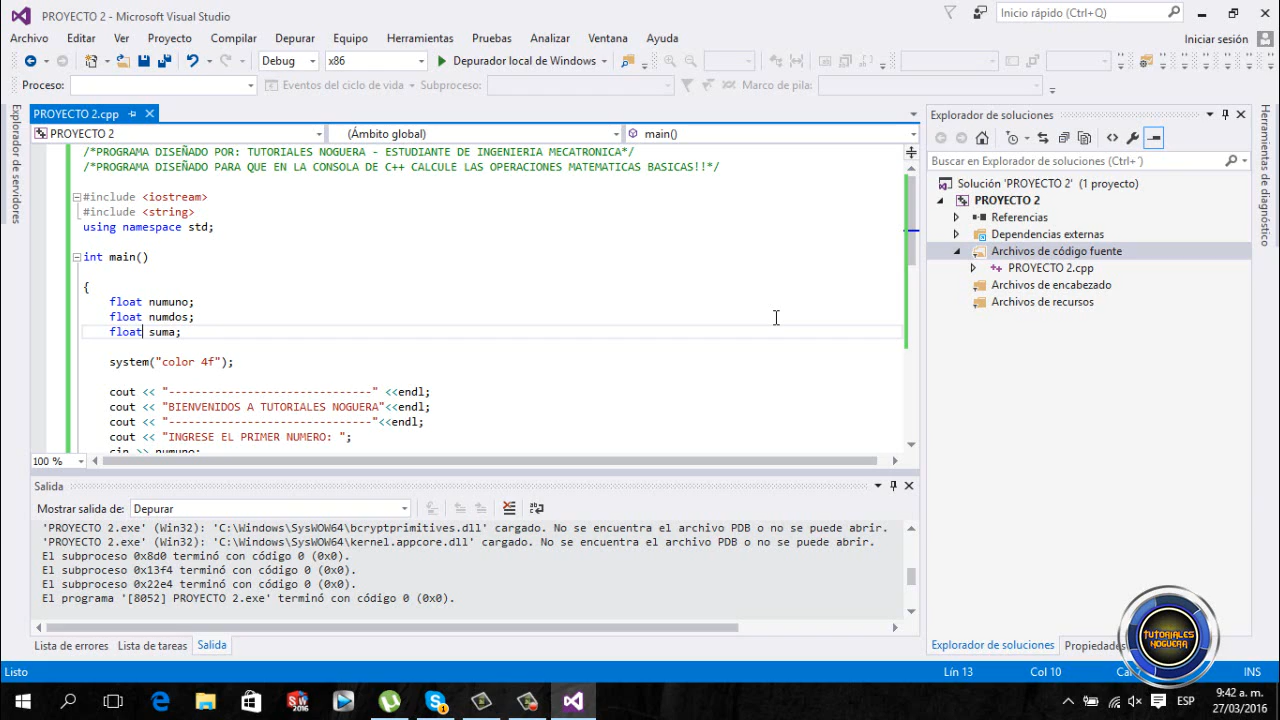 PROYECTO 2 - Microsoft Visual Studio
Inicio rápido (Ctrl+Q)
Archivo Editar Ver Proyecto Compilar Depurar Equipo Herramientas Pruebas Analizar Ventana Ayuda
Iniciar sesión
Debug x86 Depurador local de Windows
Proceso: Eventos del ciclo de vida Subproceso: Marco de pila:
Explorador de servidores
PROYECTO 2.cpp
PROYECTO 2 (Ámbito global) main()
/*PROGRAMA DISEÑADO POR: TUTORIALES NOGUERA - ESTUDIANTE DE INGENIERIA MECATRONICA*/
/*PROGRAMA DISEÑADO PARA QUE EN LA CONSOLA DE C++ CALCULE LAS OPERACIONES MATEMATICAS BASICAS!!*/
#include <iostream>
#include <string>
using namespace std;
int main()
{
float numuno;
float numdos;
float suma;
system("color 4f");
cout << "-------------------------------" <<endl;
cout << "BIENVENIDOS A TUTORIALES NOGUERA"<<endl;
cout << "-------------------------------"<<endl;
cout << "INGRESE EL PRIMER NUMERO: ";
cin >> numuno;
100 %
Salida
Mostrar salida de: Depurar
'PROYECTO 2.exe' (Win32): 'C:\Windows\SysWOW64\bcryptprimitives.dll' cargado. No se encuentra el archivo PDB o no se puede abrir.
'PROYECTO 2.exe' (Win32): 'C:\Windows\SysWOW64\kernel.appcore.dll' cargado. No se encuentra el archivo PDB o no se puede abrir.
El subproceso 0x8d0 terminó con código 0 (0x0).
El subproceso 0x13f4 terminó con código 0 (0x0).
El subproceso 0x22e4 terminó con código 0 (0x0).
El programa '[8052] PROYECTO 2.exe' terminó con código 0 (0x0).
Lista de errores Lista de tareas Salida
Explorador de soluciones
Buscar en Explorador de soluciones (Ctrl+´)
Solución 'PROYECTO 2' (1 proyecto)
PROYECTO 2
Referencias
Dependencias externas
Archivos de código fuente
PROYECTO 2.cpp
Archivos de encabezado
Archivos de recursos
Explorador de soluciones Propiedades
Herramientas de diagnóstico
TUTORIALES
NOGUERA
Listo Lín 13 Col 10 INS
SW
2016
1
ESP
9:42 a. m.
27/03/2016